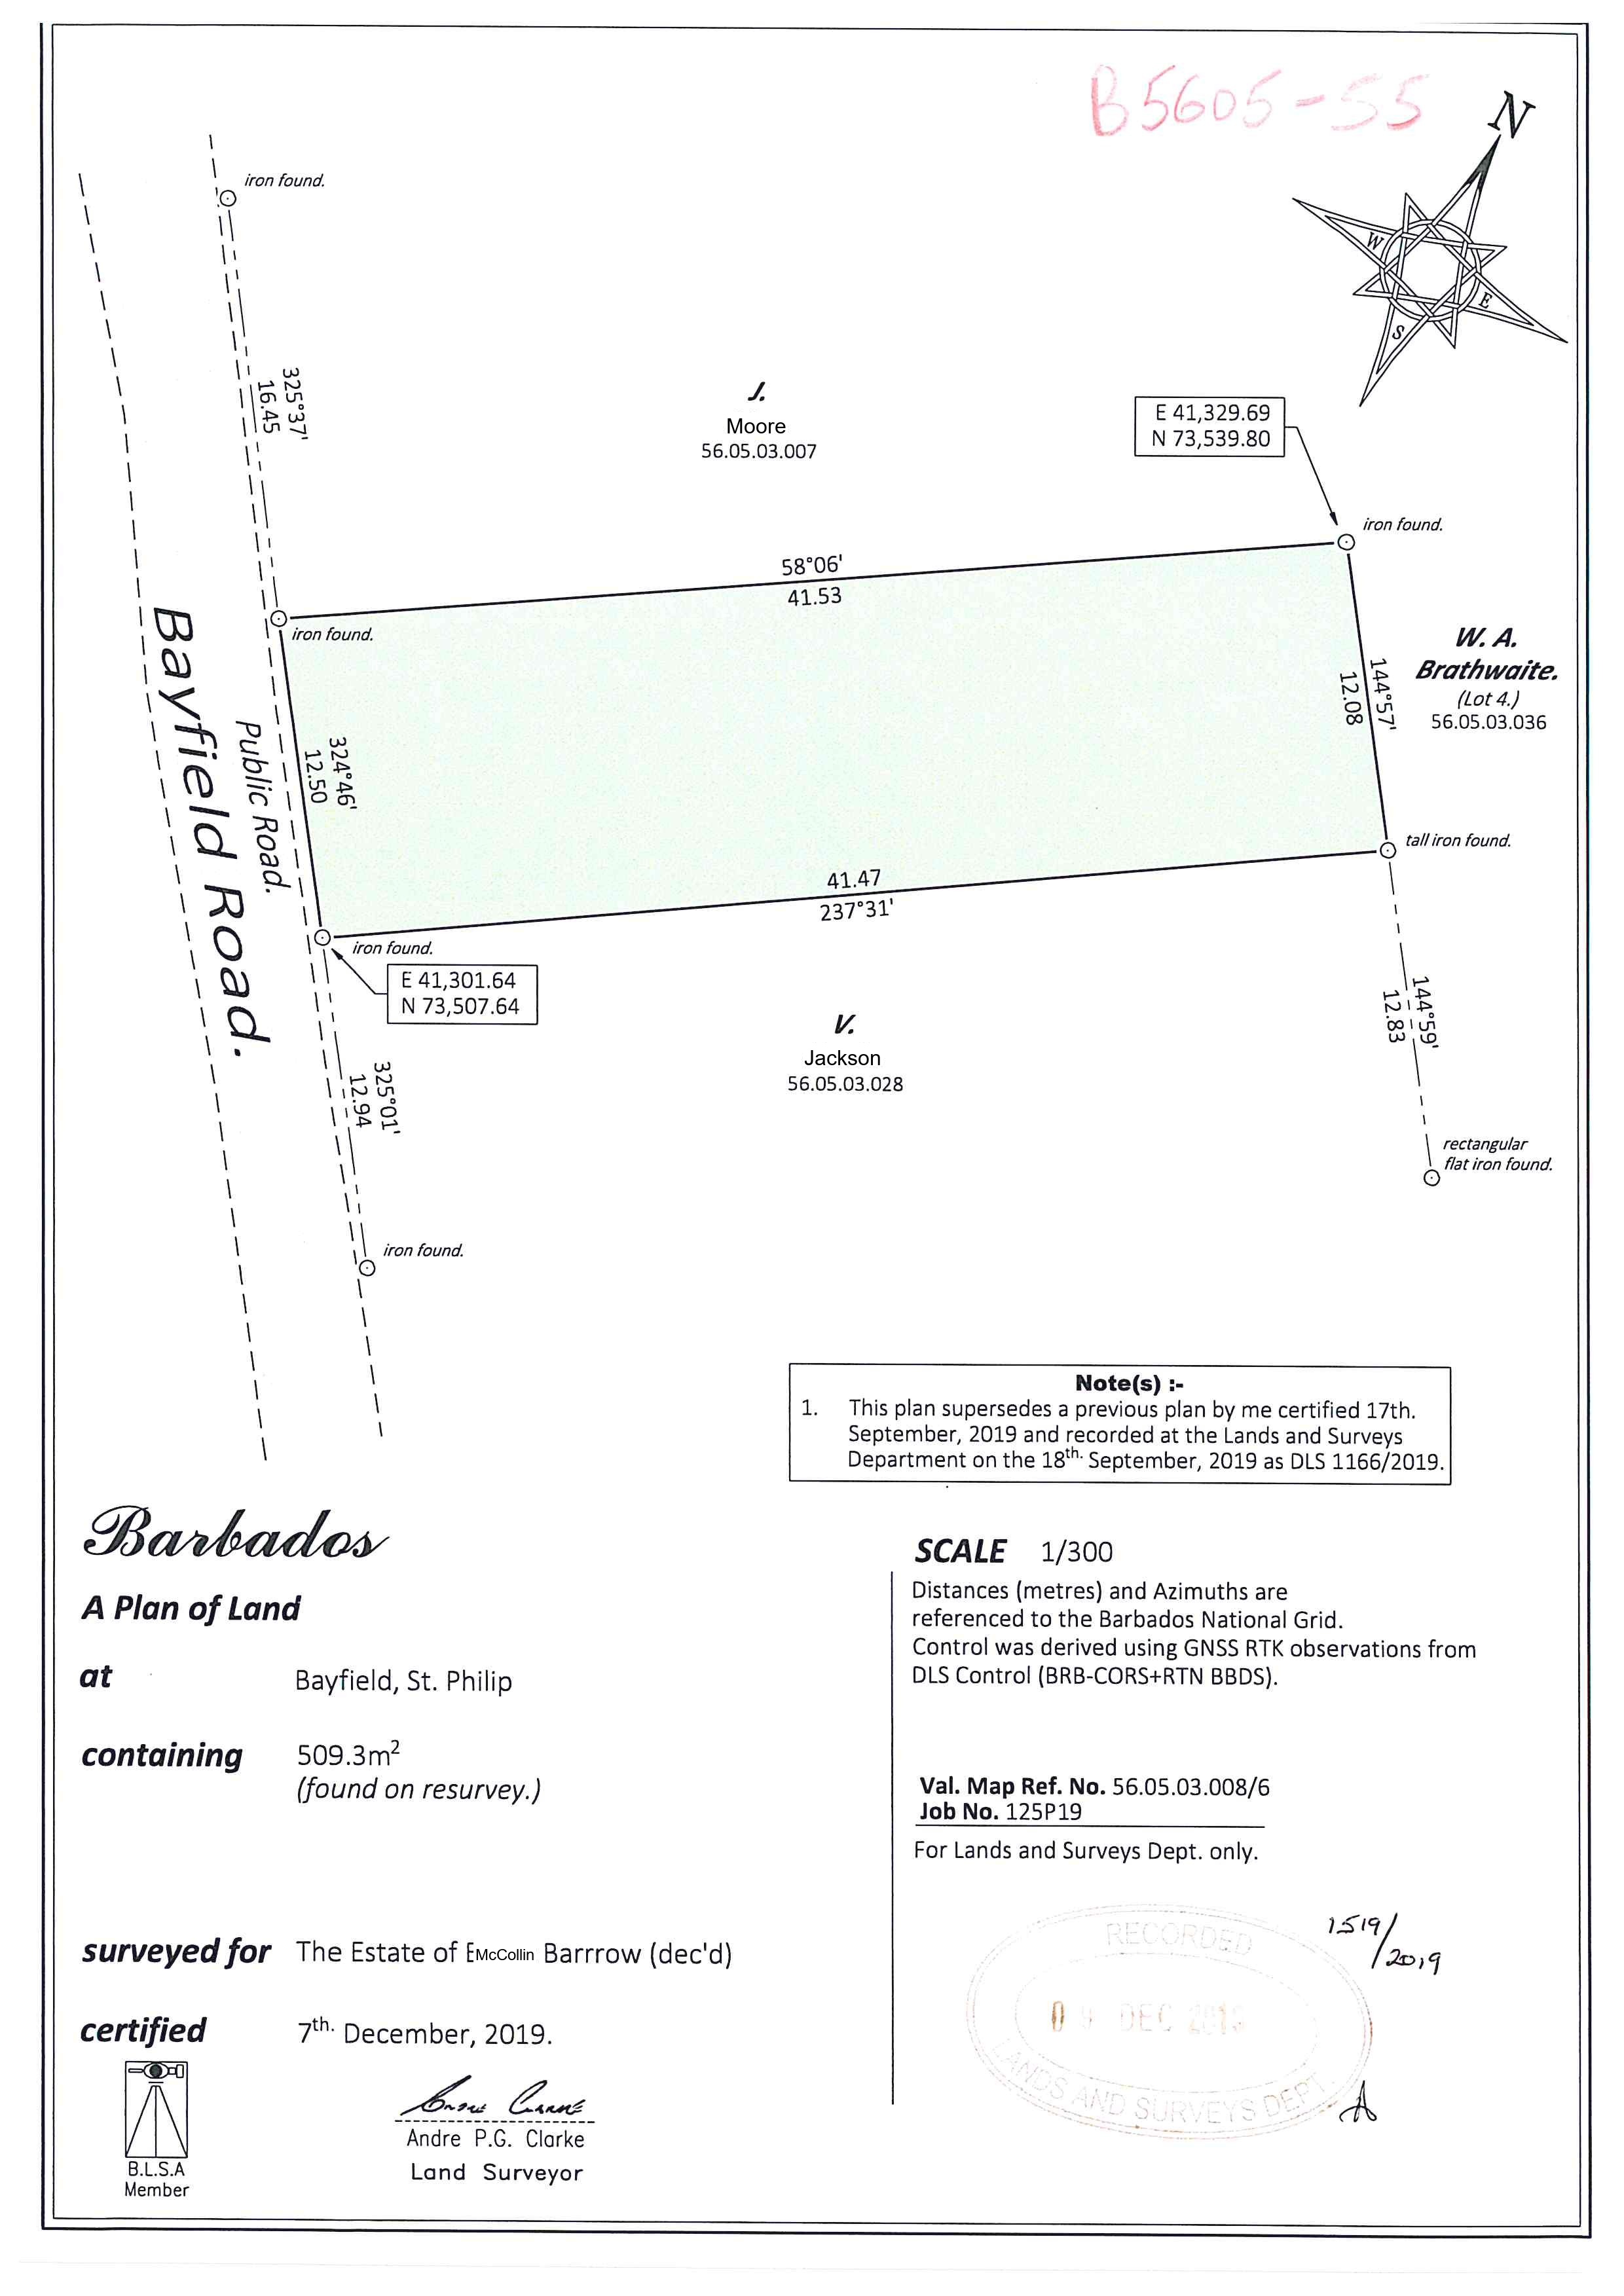 B5605-55
N
W
E
S
iron found.
325°37'
16.45
J.
Moore
56.05.03.007
E 41,329.69
N 73,539.80
iron found.
58°06'
41.53
iron found.
W. A.
Brathwaite.
(Lot 4.)
56.05.03.036
144°57'
12.08
Bayfield Road.
Public Road.
324°46'
12.50
tall iron found.
41.47
237°31'
iron found.
E 41,301.64
N 73,507.64
V.
Jackson
56.05.03.028
144°59'
12.83
325°01'
12.94
rectangular
flat iron found.
iron found.
Note(s) :-
1. This plan supersedes a previous plan by me certified 17th.
September, 2019 and recorded at the Lands and Surveys
Department on the 18th. September, 2019 as DLS 1166/2019.
Barbados
A Plan of Land
at Bayfield, St. Philip
containing 509.3m²
(found on resurvey.)
surveyed for The Estate of McCollin Barrrow (dec'd)
certified 7th. December, 2019.
B.L.S.A
Member
Andre P.G. Clarke
Land Surveyor
SCALE 1/300
Distances (metres) and Azimuths are
referenced to the Barbados National Grid.
Control was derived using GNSS RTK observations from
DLS Control (BRB-CORS+RTN BBDS).
Val. Map Ref. No. 56.05.03.008/6
Job No. 125P19
For Lands and Surveys Dept. only.
RECORDED
DEC
LANDS AND SURVEYS DEPT.
1519/
2019